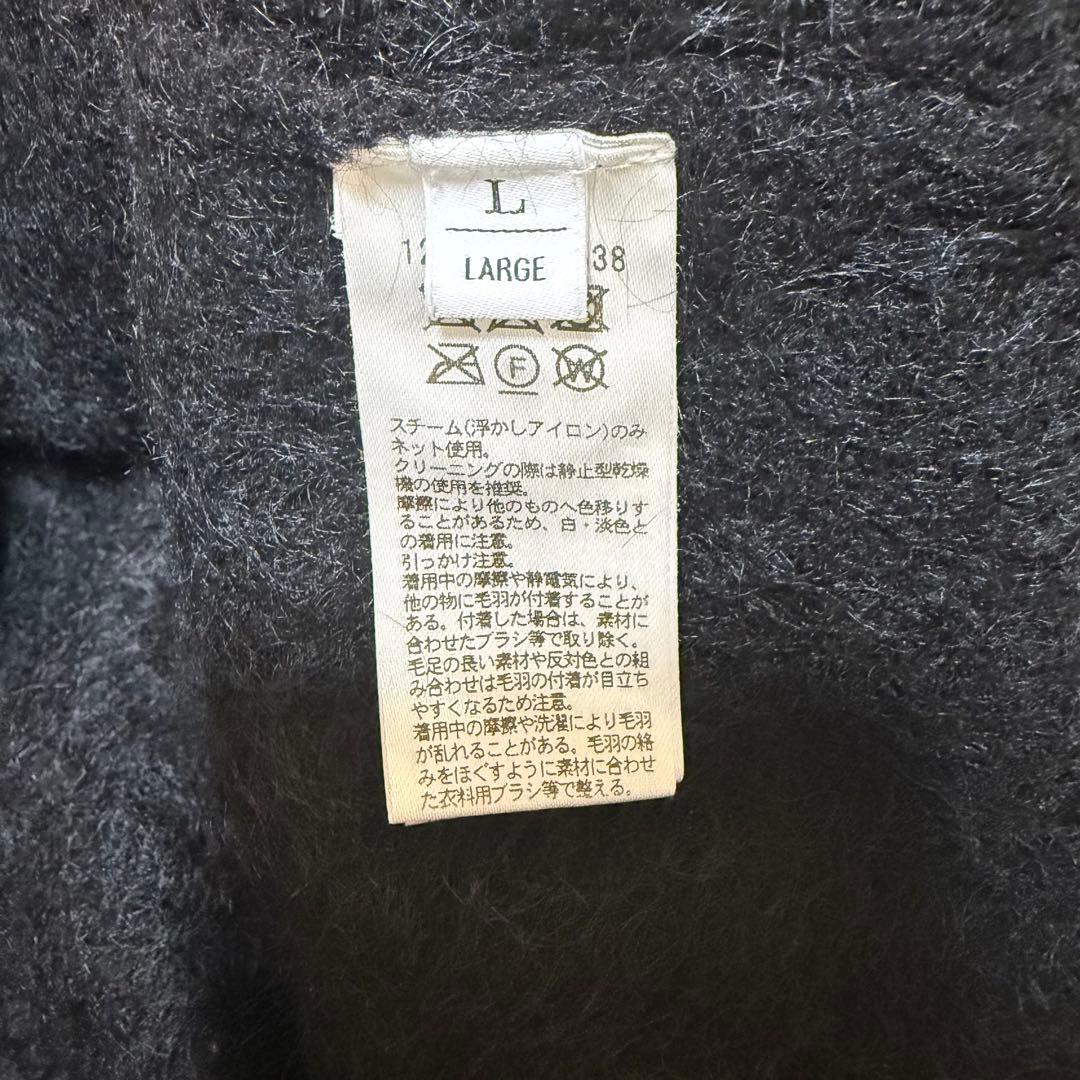 L
LARGE
12
38
F W
スチーム(浮かしアイロン)のみ
ネット使用。
クリーニングの際は静止型乾燥
機の使用を推奨。
摩擦により他のものへ色移りす
ることがあるため、白・淡色と
の着用に注意。
引っかけ注意。
着用中の摩擦や静電気により、
他の物に毛羽が付着することが
ある。付着した場合は、素材に
合わせたブラシ等で取り除く。
毛足の長い素材や反対色との組
み合わせは毛羽の付着が目立ち
やすくなるため注意。
着用中の摩擦や洗濯により毛羽
が乱れることがある。毛羽の絡
みをほぐすように素材に合わせ
た衣料用ブラシ等で整える。